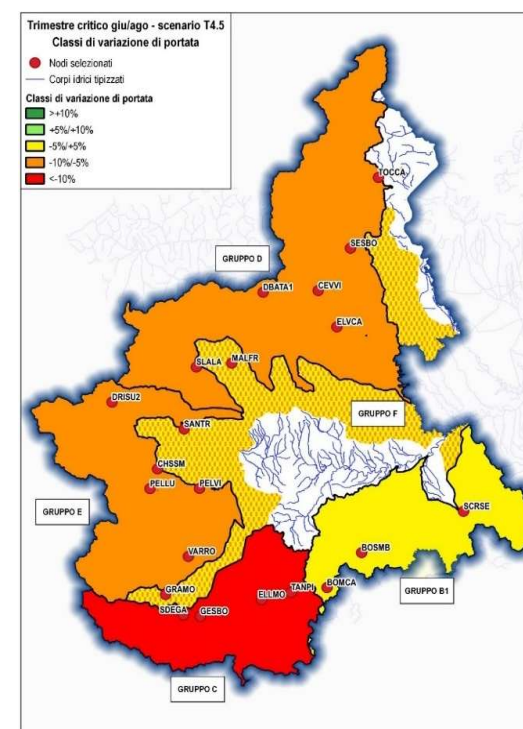 Trimestre critico giu/ago - scenario T4.5
Classi di variazione di portata
Nodi selezionati
Corpi idrici tipizzati
Classi di variazione di portata
>+10%
+5%/+10%
-5%/+5%
-10%/-5%
<-10%
TOCCA
SESBO
GRUPPO D
DBATA1
CEVVI
ELVCA
SLALA
MALFR
DRISU2
GRUPPO F
SANTR
CHSSM
PELLU
PELVI
GRUPPO E
SCRSE
VARRO
BOSMB
GRAMO
BOMCA
GRUPPO B1
ELLMO
TANPI
SDEGA
GESBO
GRUPPO C